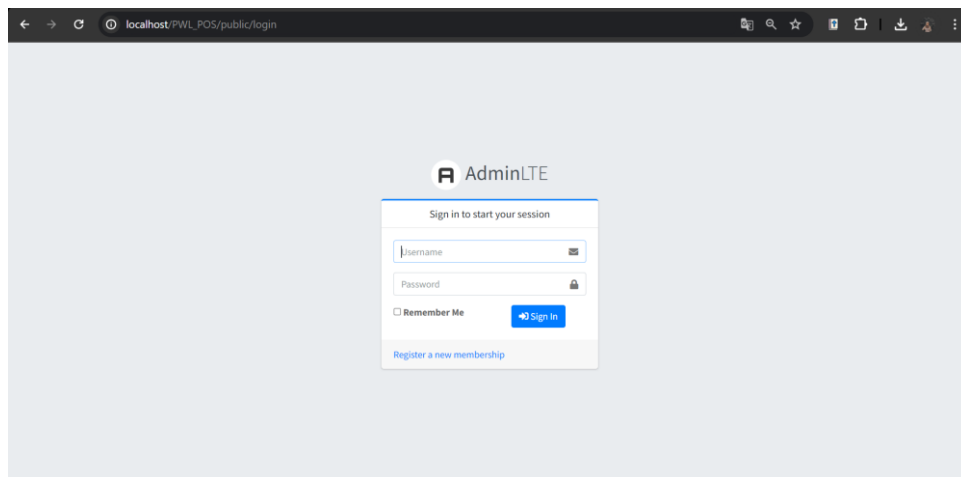 localhost/PWL_POS/public/login
AdminLTE
Sign in to start your session
Username
Password
Remember Me
Sign In
Register a new membership